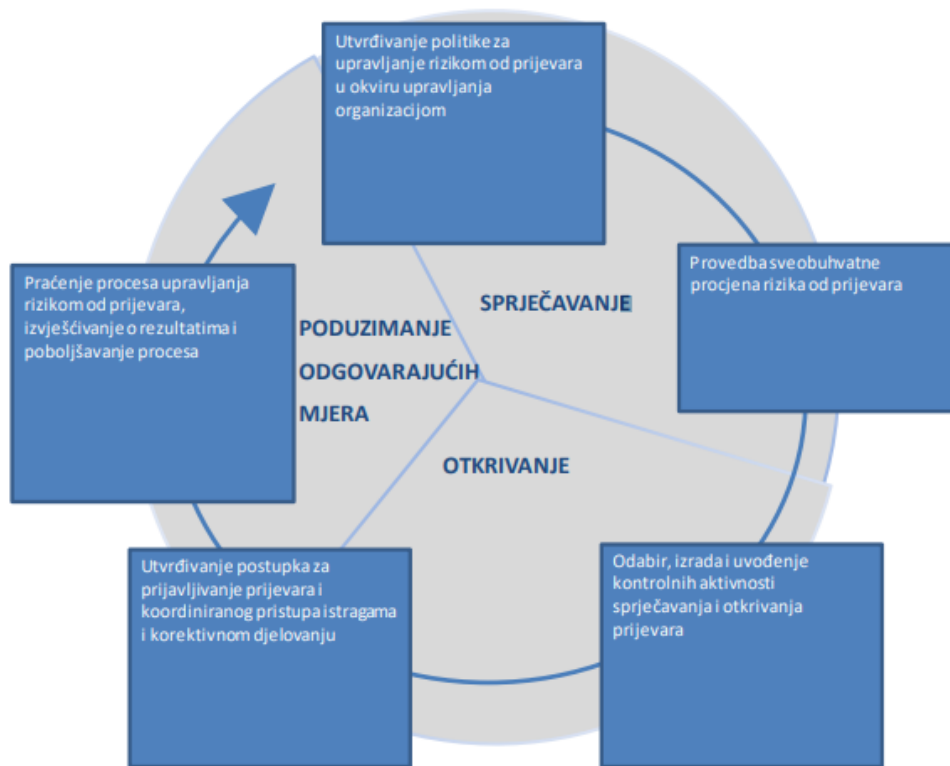 Utvrđivanje politike za
upravljanje rizikom od prijevara
u okviru upravljanja
organizacijom
Provedba sveobuhvatne
procjena rizika od prijevara
Odabir, izrada i uvođenje
kontrolnih aktivnosti
sprječavanja i otkrivanja
prijevara
Utvrđivanje postupka za
prijavljivanje prijevara i
koordiniranog pristupa istragama
i korektivnom djelovanju
Praćenje procesa upravljanja
rizikom od prijevara,
izvješćivanje o rezultatima i
poboljšavanje procesa
SPRJEČAVANJE
OTKRIVANJE
PODUZIMANJE
ODGOVARAJUĆIH
MJERA